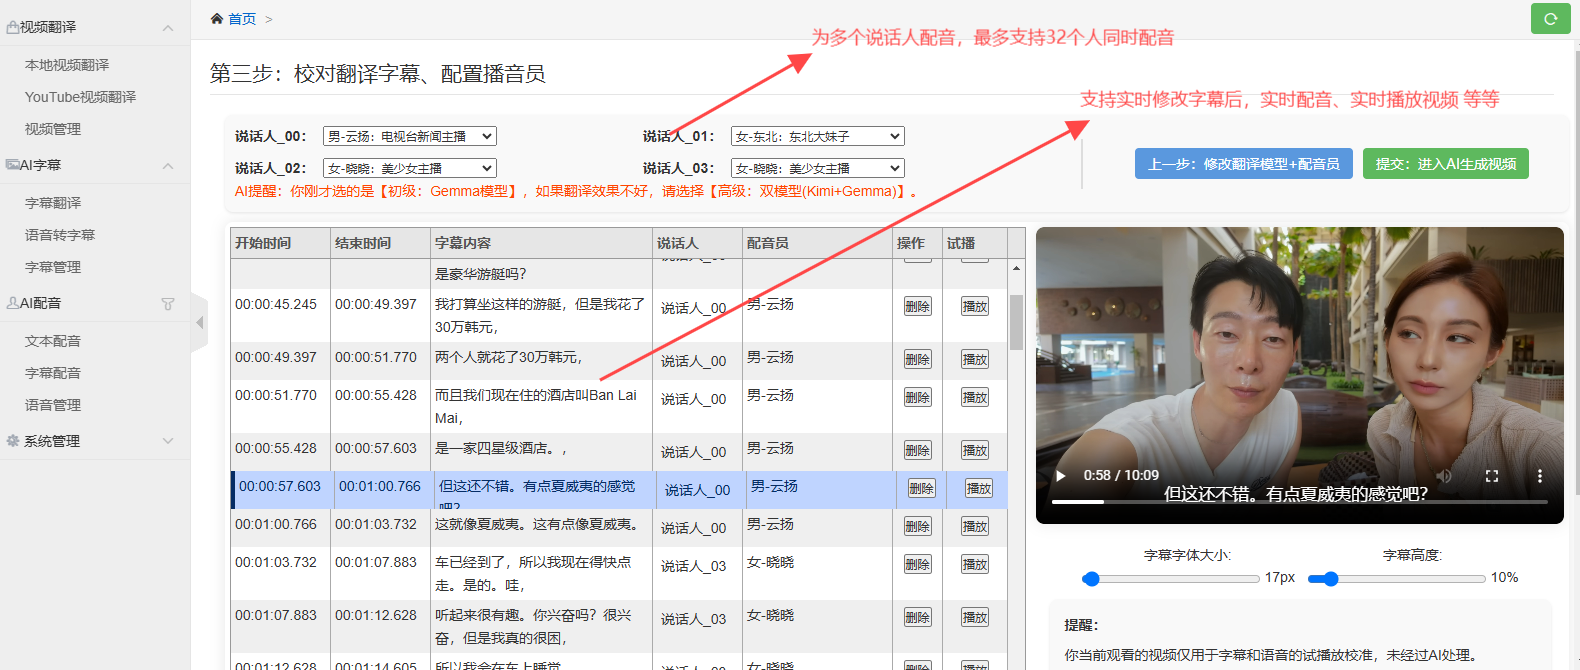 视频翻译
本地视频翻译
YouTube视频翻译
视频管理
AI字幕
字幕翻译
语音转字幕
字幕管理
AI配音
文本配音
字幕配音
语音管理
系统管理
首页 >
为多个说话人配音，最多支持32个人同时配音
第三步：校对翻译字幕、配置播音员
支持实时修改字幕后，实时配音、实时播放视频 等等
说话人_00： 男-云扬：电视台新闻主播
说话人_01： 女-东北：东北大妹子
说话人_02： 女-晓晓：美少女主播
说话人_03： 女-晓晓：美少女主播
AI提醒：你刚才选的是【初级：Gemma模型】，如果翻译效果不好，请选择【高级：双模型(Kimi+Gemma)】。
上一步：修改翻译模型+配音员
提交：进入AI生成视频
开始时间 结束时间 字幕内容 说话人 配音员 操作 试播
是豪华游艇吗? 说话人_00
00:00:45.245 00:00:49.397 我打算坐这样的游艇，但是我花了 说话人_00 男-云扬 删除 播放
30万韩元，
00:00:49.397 00:00:51.770 两个人就花了30万韩元， 说话人_00 男-云扬 删除 播放
00:00:51.770 00:00:55.428 而且我们现在住的酒店叫Ban Lai 说话人_00 男-云扬 删除 播放
Mai，
00:00:55.428 00:00:57.603 是一家四星级酒店。， 说话人_00 男-云扬 删除 播放
00:00:57.603 00:01:00.766 但这还不错。有点夏威夷的感觉 说话人_00 男-云扬 删除 播放
吧？
00:01:00.766 00:01:03.732 这就像夏威夷。这有点像夏威夷。 说话人_00 男-云扬 删除 播放
00:01:03.732 00:01:07.883 车已经到了，所以我现在得快点 说话人_03 女-晓晓 删除 播放
走。是的。哇，
00:01:07.883 00:01:12.628 听起来很有趣。你兴奋吗？很兴 说话人_03 女-晓晓 删除 播放
奋，但是我真的很困，
00:01:12.628 00:01:14.605 所以我会在车上睡觉 说话人_03 女-晓晓 删除 播放
0:58 / 10:09
但这还不错。有点夏威夷的感觉吧？
字幕字体大小: 17px
字幕高度: 10%
提醒：
你当前观看的视频仅用于字幕和语音的试播放校准，未经过AI处理。